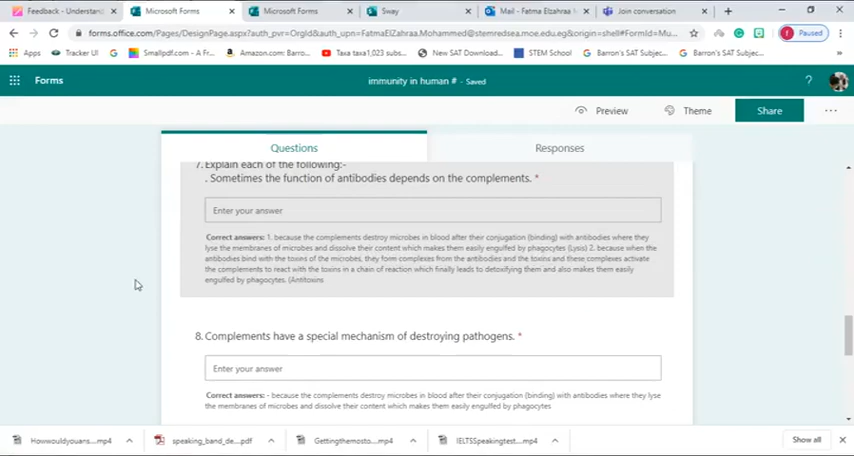 Feedback - Understan
Microsoft Forms
Microsoft Forms
Sway
Mail - Fatma Elzahraa M
Join conversation
forms.office.com/Pages/DesignPage.aspx?auth_pvr=OrgId&auth_upn=FatmaElZahraa.Mohammed@stemredsea.moe.edu.eg&origin=shell#FormId=Mu...
Paused
Apps
Tracker UI
Smallpdf.com - A Fr...
Amazon.com: Barro...
Taxa taxa1,023 subs...
New SAT Download...
STEM School
Barron's SAT Subjec...
Barron's SAT Subjec...
Forms
immunity in human # - Saved
?
Preview
Theme
Share
Questions
Responses
7. Explain each of the following:-
. Sometimes the function of antibodies depends on the complements. *
Enter your answer
Correct answers: 1. because the complements destroy microbes in blood after their conjugation (binding) with antibodies where they
lyse the membranes of microbes and dissolve their content which makes them easily engulfed by phagocytes (Lysis) 2. because when the
antibodies bind with the toxins of the microbes, they form complexes from the antibodies and the toxins and these complexes activate
the complements to react with the toxins in a chain of reaction which finally leads to detoxifying them and also makes them easily
engulfed by phagocytes. (Antitoxins
8. Complements have a special mechanism of destroying pathogens. *
Enter your answer
Correct answers: - because the complements destroy microbes in blood after their conjugation (binding) with antibodies where they lyse
the membranes of microbes and dissolve their content which makes them easily engulfed by phagocytes
Howwouldyouans....mp4
speaking_band_de....pdf
Gettingthemosto....mp4
IELTSSpeakingtest....mp4
Show all